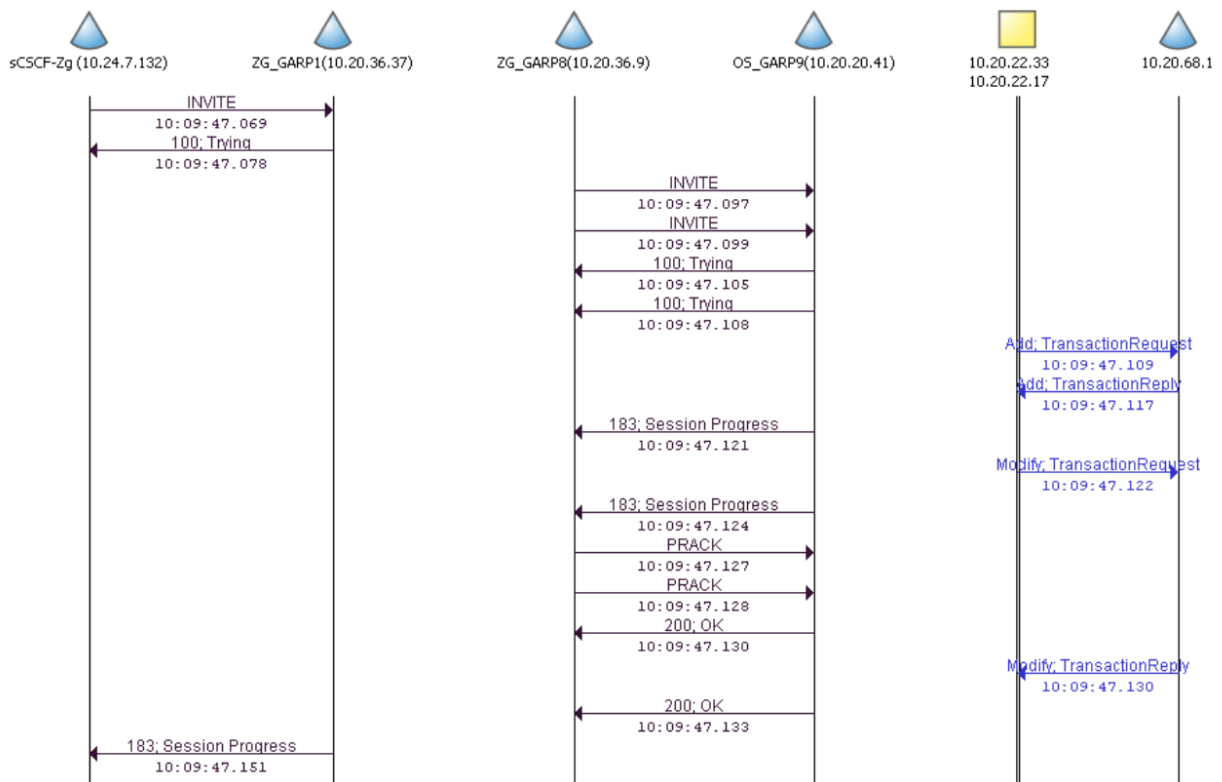 sCSCF-Zg (10.24.7.132)
ZG_GARP1(10.20.36.37)
ZG_GARP8(10.20.36.9)
OS_GARP9(10.20.20.41)
10.20.22.33
10.20.22.17
10.20.68.1
INVITE
10:09:47.069
100; Trying
10:09:47.078
INVITE
10:09:47.097
INVITE
10:09:47.099
100; Trying
10:09:47.105
100; Trying
10:09:47.108
Add; TransactionRequest
10:09:47.109
Add; TransactionReply
10:09:47.117
183; Session Progress
10:09:47.121
Modify; TransactionRequest
10:09:47.122
183; Session Progress
10:09:47.124
PRACK
10:09:47.127
PRACK
10:09:47.128
200; OK
10:09:47.130
Modify; TransactionReply
10:09:47.130
200; OK
10:09:47.133
183; Session Progress
10:09:47.151